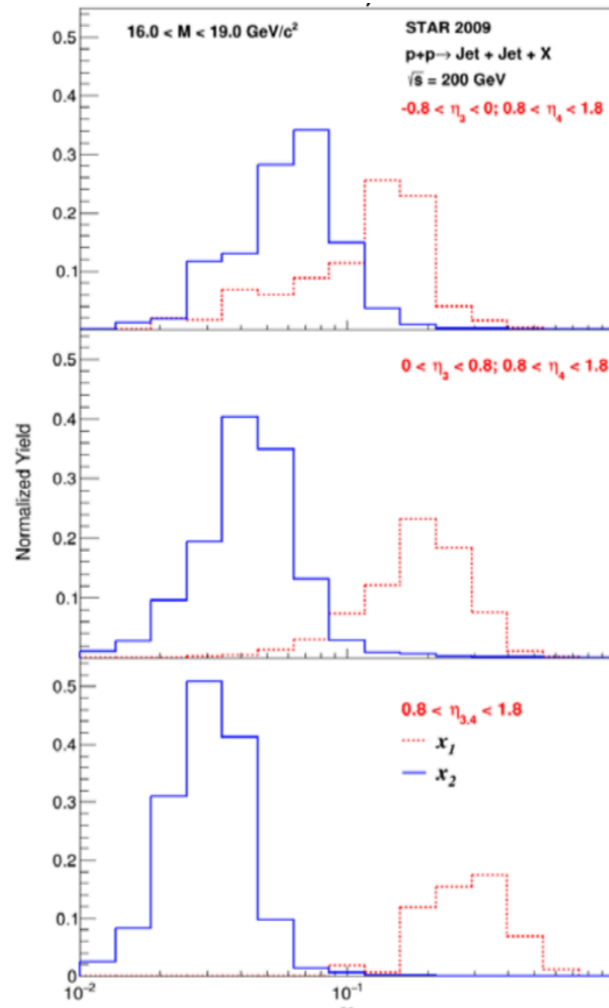 16.0 < M < 19.0 GeV/c²
STAR 2009
p+p→ Jet + Jet + X
√s = 200 GeV
-0.8 < η₃ < 0; 0.8 < η₄ < 1.8
0.5
0.4
0.3
0.2
0.1
0 < η₃ < 0.8; 0.8 < η₄ < 1.8
0.5
0.4
0.3
0.2
0.1
Normalized Yield
0.8 < η₃.₄ < 1.8
x₁
x₂
0.5
0.4
0.3
0.2
0.1
0
10⁻²
10⁻¹